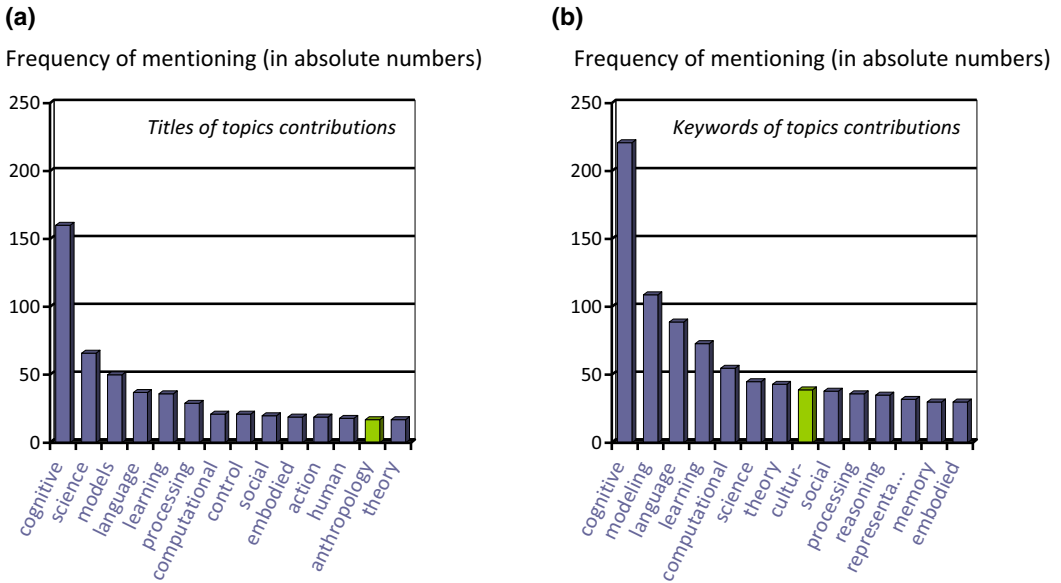 (a)
Frequency of mentioning (in absolute numbers)
Titles of topics contributions
250
200
150
100
50
0
cognitive
science
models
language
learning
processing
computational
control
social
embodied
action
human
anthropology
theory
(b)
Frequency of mentioning (in absolute numbers)
Keywords of topics contributions
250
200
150
100
50
0
cognitive
modeling
language
learning
computational
science
theory
cultur-
social
processing
reasoning
representa...
memory
embodied